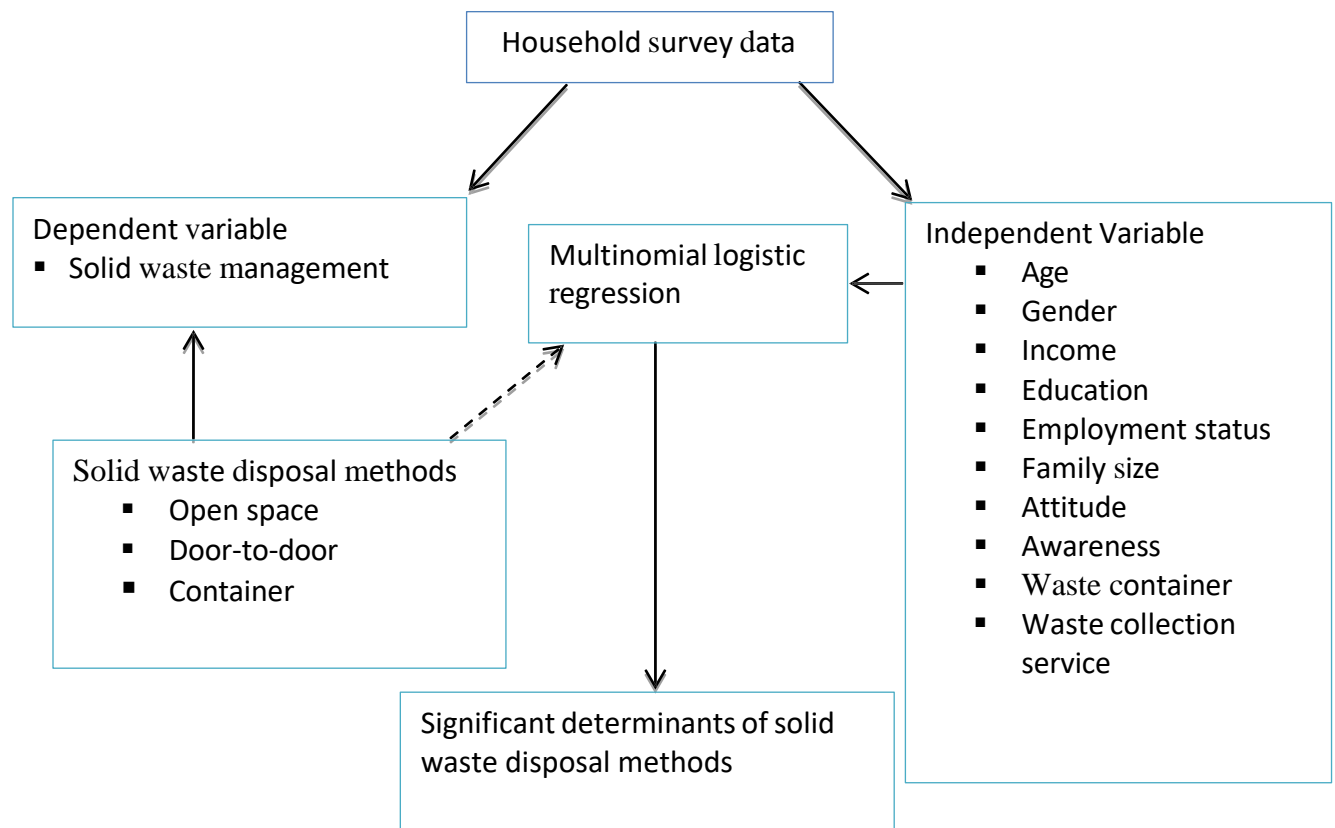 Household survey data
Dependent variable
▪ Solid waste management
Multinomial logistic
regression
Independent Variable
▪ Age
▪ Gender
▪ Income
▪ Education
▪ Employment status
▪ Family size
▪ Attitude
▪ Awareness
▪ Waste container
▪ Waste collection
service
Solid waste disposal methods
▪ Open space
▪ Door-to-door
▪ Container
Significant determinants of solid
waste disposal methods